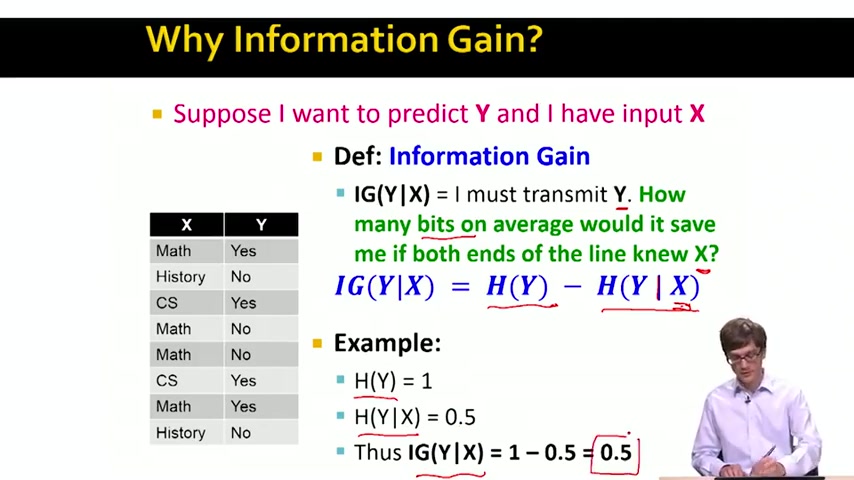 Why Information Gain?
Suppose I want to predict Y and I have input X
Def: Information Gain
IG(Y|X) = I must transmit Y. How
many bits on average would it save
me if both ends of the line knew X?
IG(Y|X) = H(Y) − H(Y | X)
X Y
Math Yes
History No
CS Yes
Math No
Math No
CS Yes
Math Yes
History No
Example:
H(Y) = 1
H(Y|X) = 0.5
Thus IG(Y|X) = 1 – 0.5 = 0.5